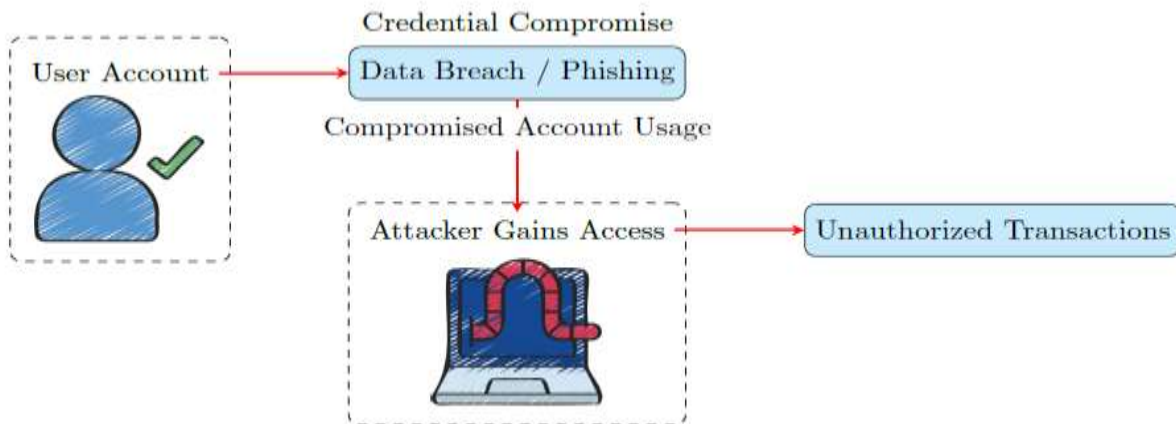 Credential Compromise
User Account
Data Breach / Phishing
Compromised Account Usage
Attacker Gains Access
Unauthorized Transactions